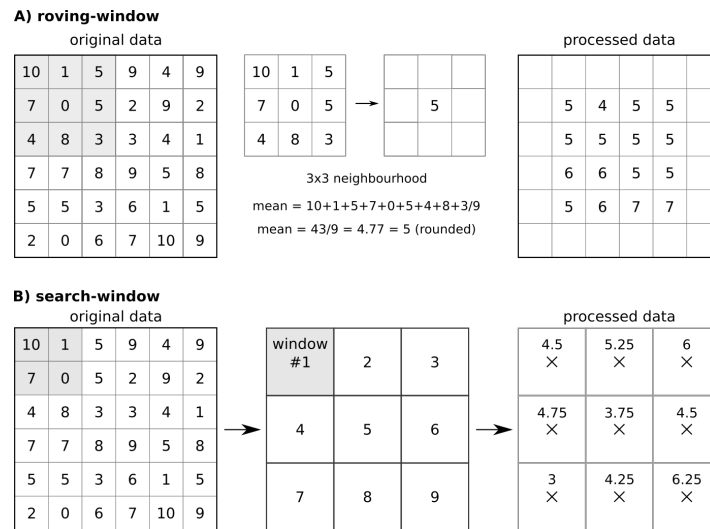 A) roving-window
original data
processed data
10 1 5 9 4 9
7 0 5 2 9 2
4 8 3 3 4 1
7 7 8 9 5 8
5 5 3 6 1 5
2 0 6 7 10 9
10 1 5
7 0 5
4 8 3
5
3x3 neighbourhood
mean = 10+1+5+7+0+5+4+8+3/9
mean = 43/9 = 4.77 = 5 (rounded)
5 4 5 5
5 5 5 5
6 6 5 5
5 6 7 7
B) search-window
original data
processed data
10 1 5 9 4 9
7 0 5 2 9 2
4 8 3 3 4 1
7 7 8 9 5 8
5 5 3 6 1 5
2 0 6 7 10 9
window
#1 2 3
4 5 6
7 8 9
4.5 5.25 6
4.75 3.75 4.5
3 4.25 6.25